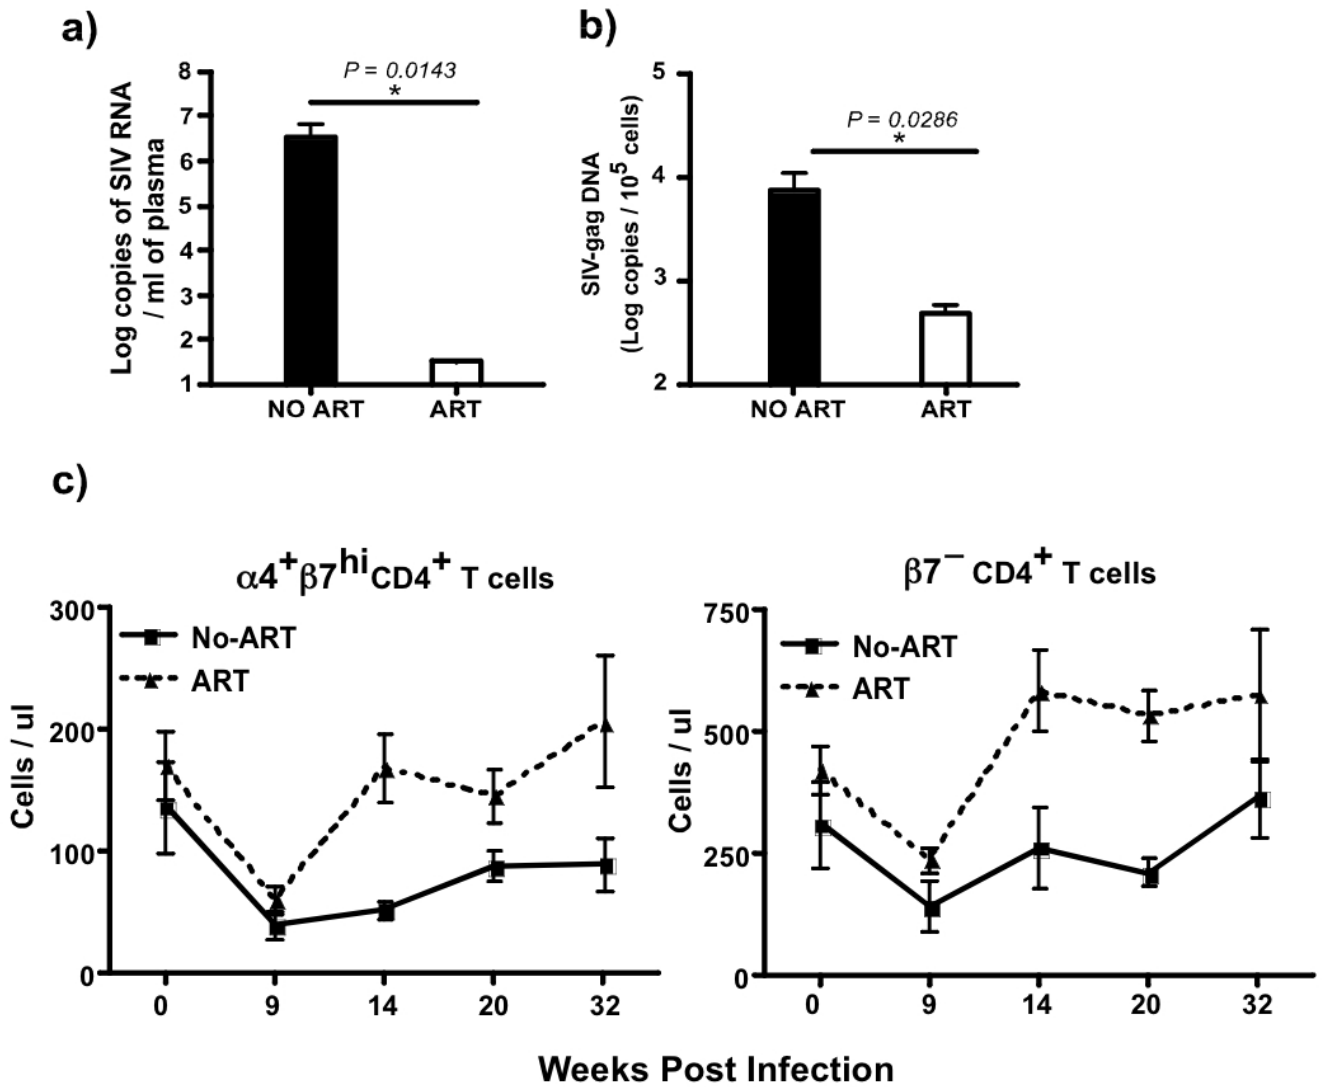 a)
Log copies of SIV RNA
/ ml of plasma
8
7
6
5
4
3
2
1
P = 0.0143
*
NO ART
ART
b)
SIV-gag DNA
(Log copies / 10⁵ cells)
5
4
3
2
P = 0.0286
*
NO ART
ART
c)
α4⁺β7ʰⁱCD4⁺ T cells
Cells / ul
300
200
100
0
No-ART
ART
0 9 14 20 32
β7⁻ CD4⁺ T cells
Cells / ul
750
500
250
0
No-ART
ART
0 9 14 20 32
Weeks Post Infection